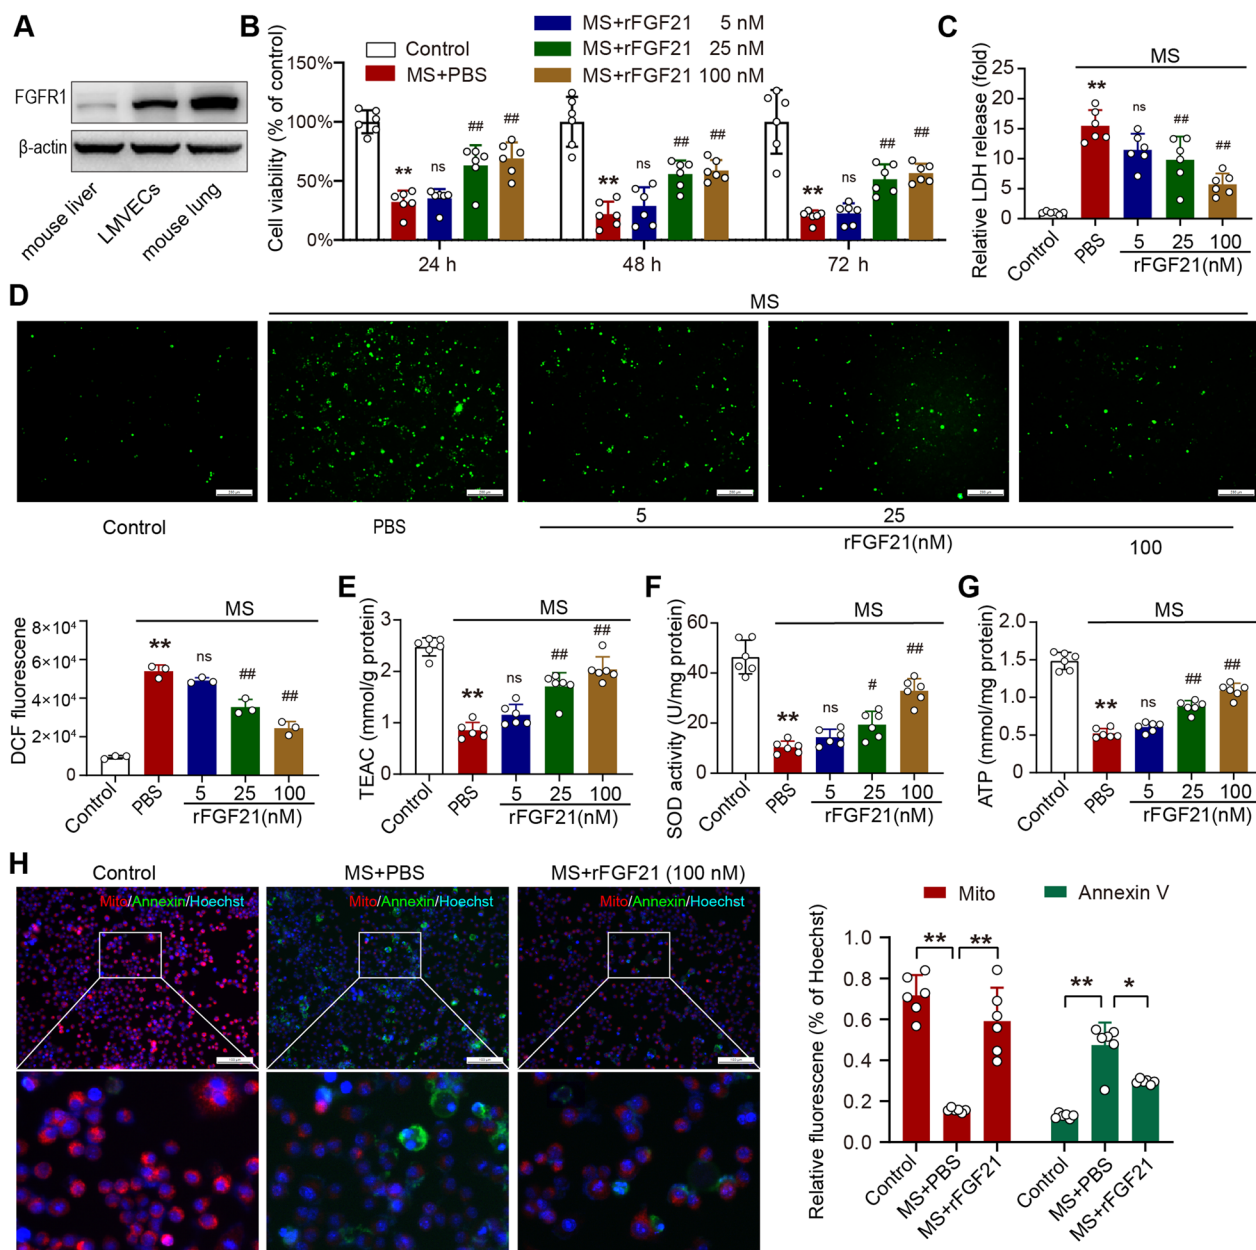 A
FGFR1
β-actin
mouse liver
LMVECs
mouse lung
B
Control
MS+PBS
MS+rFGF21 5 nM
MS+rFGF21 25 nM
MS+rFGF21 100 nM
Cell viability (% of control)
150%
100%
50%
0%
** ns ## ##
** ns ## ##
** ns ## ##
24 h
48 h
72 h
C
MS
Relative LDH release (fold)
25
20
15
10
5
0
** ns ## ##
Control
PBS
5 25 100
rFGF21(nM)
D
MS
Control
PBS
5
25
100
rFGF21(nM)
MS
DCF fluorescene
8×10⁴
6×10⁴
4×10⁴
2×10⁴
0
** ns ## ##
Control
PBS
5 25 100
rFGF21(nM)
E
MS
TEAC (mmol/g protein)
3
2
1
0
** ns ## ##
Control
PBS
5 25 100
rFGF21(nM)
F
MS
SOD activity (U/mg protein)
60
40
20
0
** ns # ##
Control
PBS
5 25 100
rFGF21(nM)
G
MS
ATP (mmol/mg protein)
2.0
1.5
1.0
0.5
0
** ns ## ##
Control
PBS
5 25 100
rFGF21(nM)
H
Control
MS+PBS
MS+rFGF21 (100 nM)
Mito/Annexin/Hoechst
Mito/Annexin/Hoechst
Mito/Annexin/Hoechst
Mito
Annexin V
Relative fluorescene (% of Hoechst)
1.0
0.8
0.6
0.4
0.2
0.0
** **
** *
Control
MS+PBS
MS+rFGF21
Control
MS+PBS
MS+rFGF21